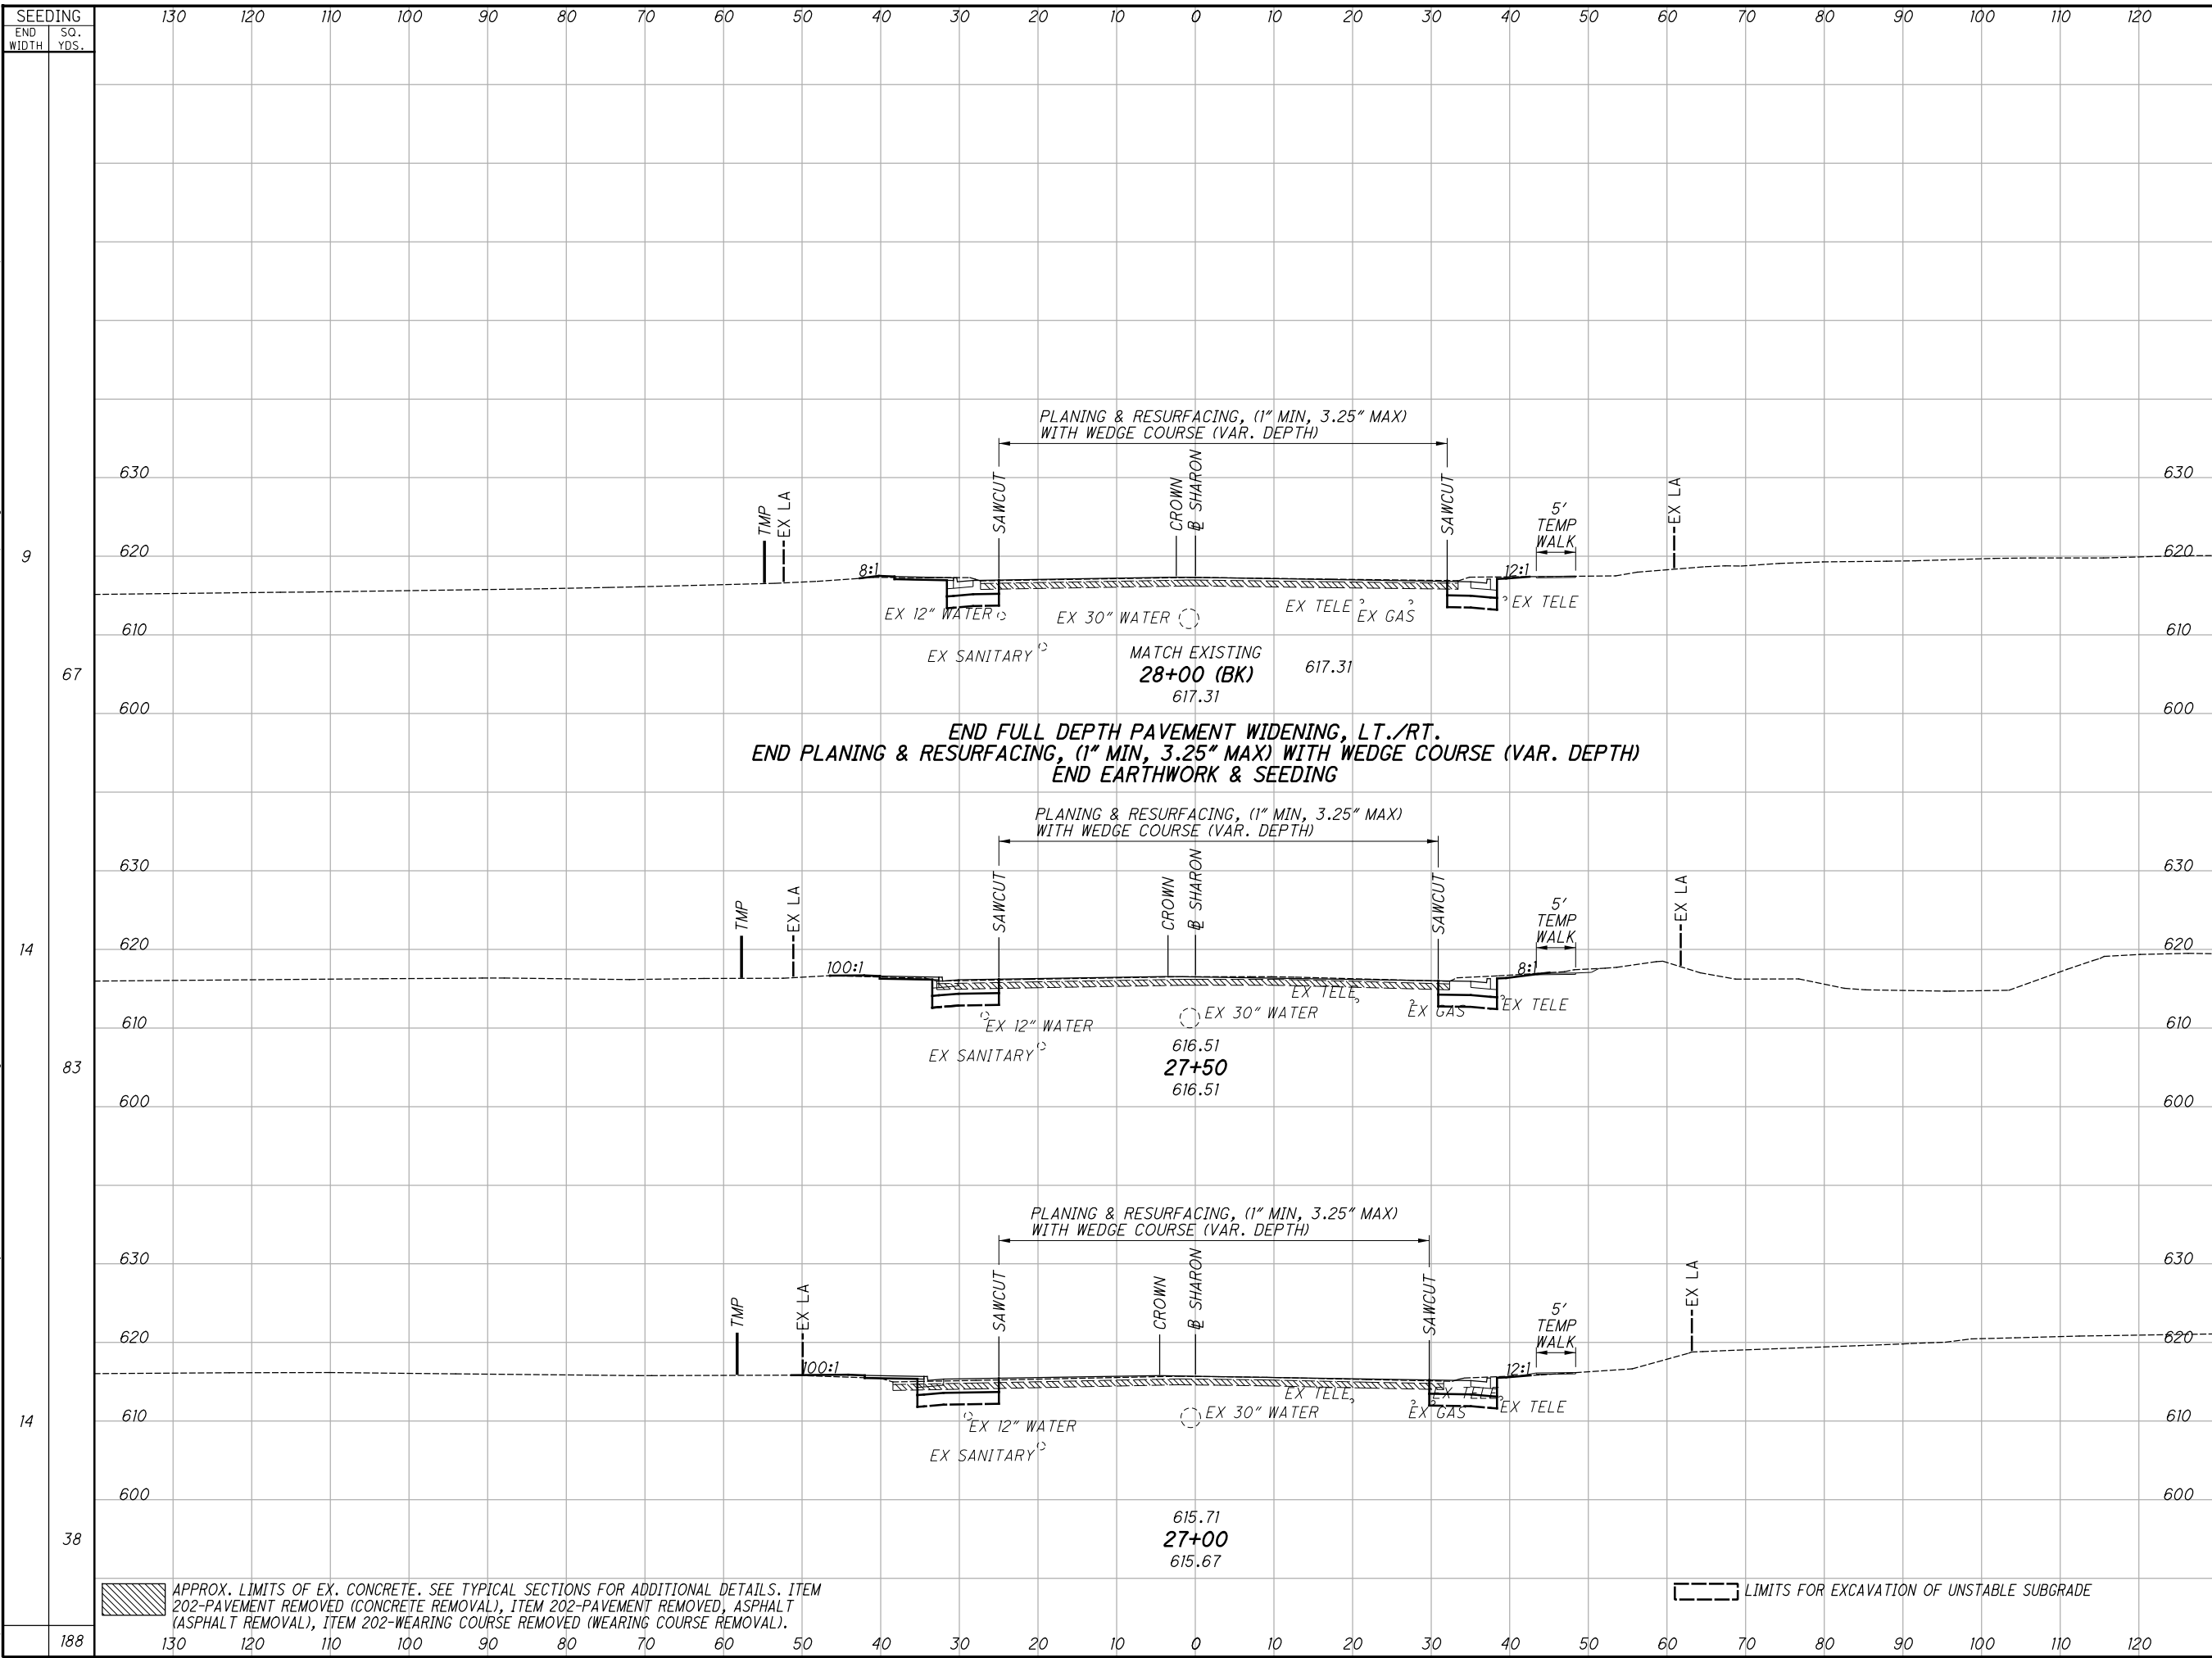 SEEDING
END WIDTH SQ. YDS.
130 120 110 100 90 80 70 60 50 40 30 20 10 0 10 20 30 40 50 60 70 80 90 100 110 120
PLANING & RESURFACING, (1" MIN, 3.25" MAX)
WITH WEDGE COURSE (VAR. DEPTH)
630 630
TMP
EX LA
SAWCUT
CROWN
℄ SHARON
SAWCUT
5'
TEMP
WALK
EX LA
9
620 620
8:1
12:1
EX 12" WATER
EX 30" WATER
EX TELE
EX GAS
EX TELE
610 610
EX SANITARY
MATCH EXISTING
67
28+00 (BK)
617.31
617.31
600 600
END FULL DEPTH PAVEMENT WIDENING, LT./RT.
END PLANING & RESURFACING, (1" MIN, 3.25" MAX) WITH WEDGE COURSE (VAR. DEPTH)
END EARTHWORK & SEEDING
PLANING & RESURFACING, (1" MIN, 3.25" MAX)
WITH WEDGE COURSE (VAR. DEPTH)
630 630
TMP
EX LA
SAWCUT
CROWN
℄ SHARON
SAWCUT
5'
TEMP
WALK
EX LA
14
620 620
100:1
8:1
EX TELE
EX 12" WATER
EX 30" WATER
EX GAS
EX TELE
610 610
EX SANITARY
616.51
83
27+50
616.51
600 600
PLANING & RESURFACING, (1" MIN, 3.25" MAX)
WITH WEDGE COURSE (VAR. DEPTH)
630 630
TMP
EX LA
SAWCUT
CROWN
℄ SHARON
SAWCUT
5'
TEMP
WALK
EX LA
620 620
100:1
12:1
EX TELE
EX TELE
14
610 610
EX 12" WATER
EX 30" WATER
EX GAS
EX TELE
EX SANITARY
600 600
615.71
38
27+00
615.67
APPROX. LIMITS OF EX. CONCRETE. SEE TYPICAL SECTIONS FOR ADDITIONAL DETAILS. ITEM
202-PAVEMENT REMOVED (CONCRETE REMOVAL), ITEM 202-PAVEMENT REMOVED, ASPHALT
(ASPHALT REMOVAL), ITEM 202-WEARING COURSE REMOVED (WEARING COURSE REMOVAL).
LIMITS FOR EXCAVATION OF UNSTABLE SUBGRADE
188
130 120 110 100 90 80 70 60 50 40 30 20 10 0 10 20 30 40 50 60 70 80 90 100 110 120